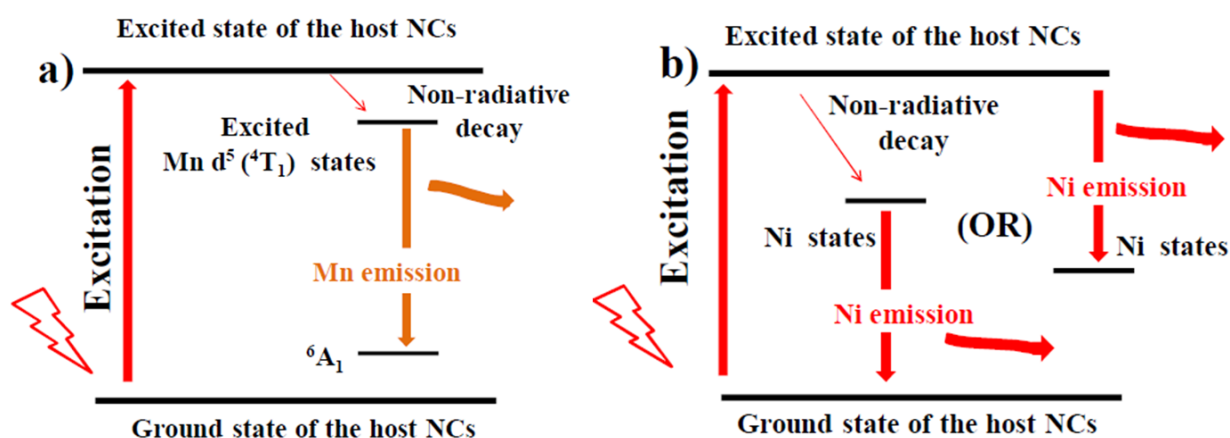 a)
Excited state of the host NCs
Excitation
Non-radiative
decay
Excited
Mn d⁵ (⁴T₁) states
Mn emission
⁶A₁
Ground state of the host NCs
b)
Excited state of the host NCs
Excitation
Non-radiative
decay
Ni states
Ni emission
(OR)
Ni emission
Ni states
Ground state of the host NCs